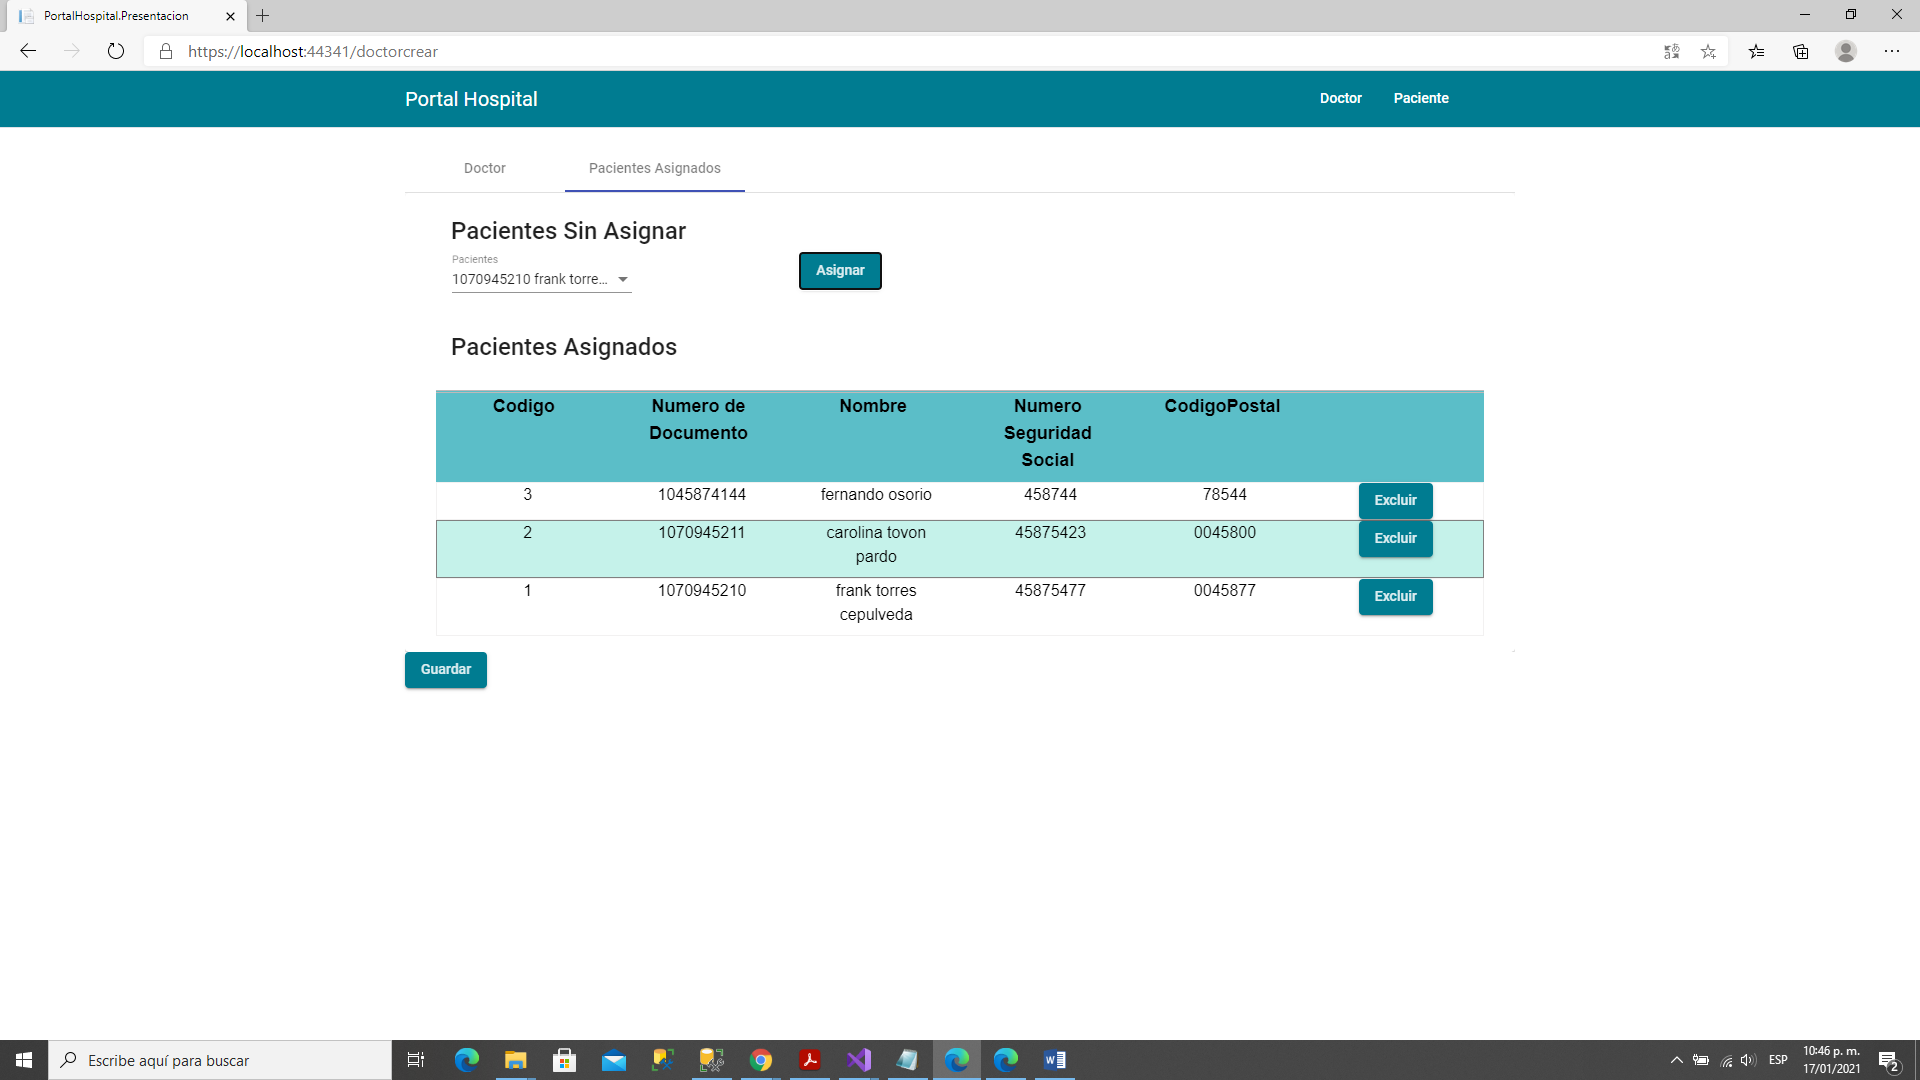 PortalHospital.Presentacion
https://localhost:44341/doctorcrear
Portal Hospital
Doctor
Paciente
Doctor
Pacientes Asignados
Pacientes Sin Asignar
Pacientes
1070945210 frank torre...
Asignar
Pacientes Asignados
Codigo
Numero de
Documento
Nombre
Numero
Seguridad
Social
CodigoPostal
3
1045874144
fernando osorio
458744
78544
Excluir
2
1070945211
carolina tovon
pardo
45875423
0045800
Excluir
1
1070945210
frank torres
cepulveda
45875477
0045877
Excluir
Guardar
Escribe aquí para buscar
ESP
10:46 p. m.
17/01/2021
2